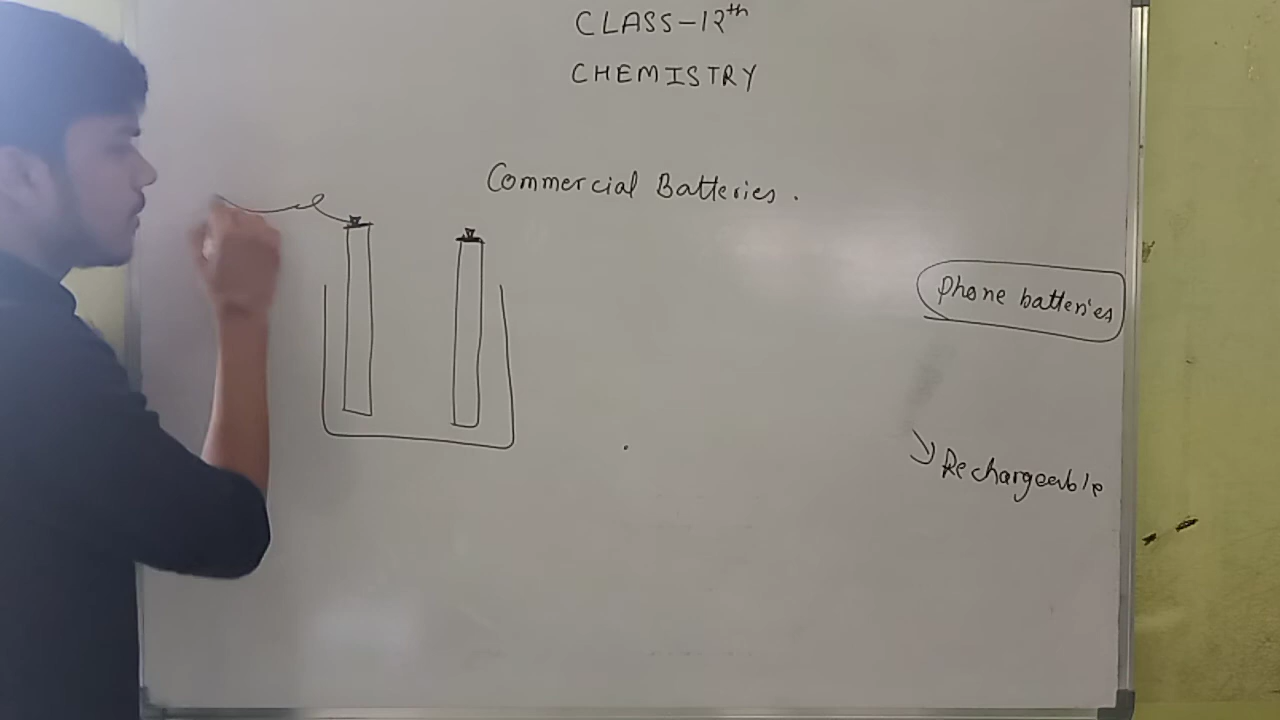 CLASS-12th
CHEMISTRY
Commercial Batteries.
Phone batteries
Rechargeable